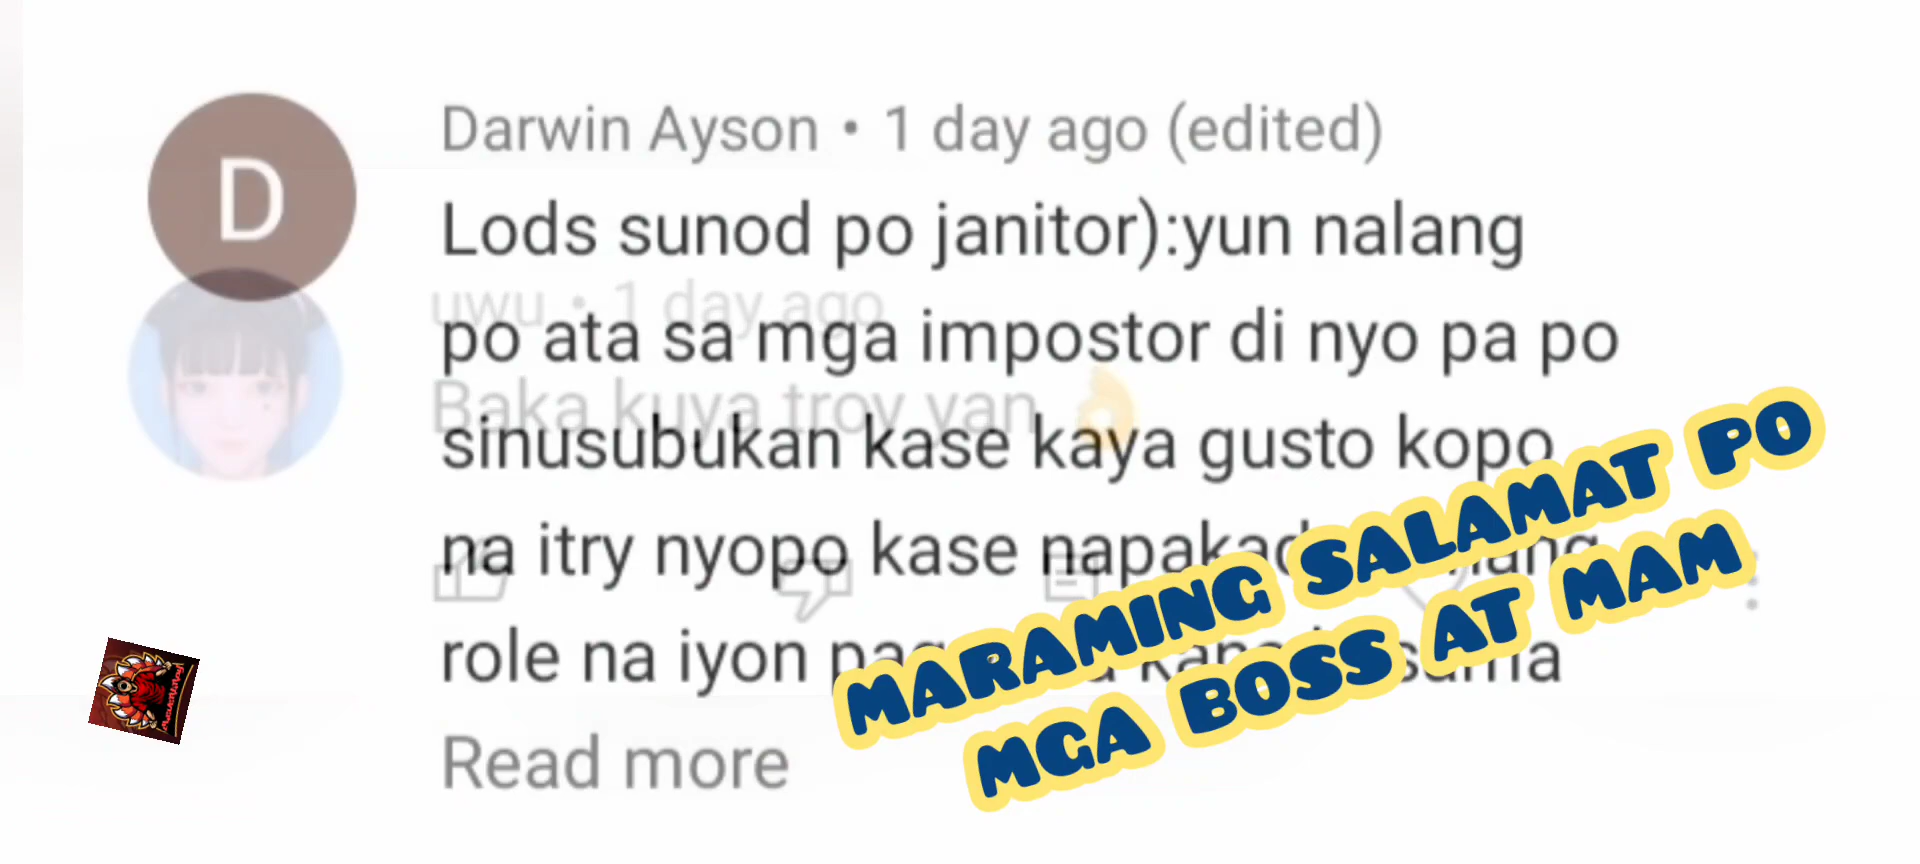 D
Darwin Ayson • 1 day ago (edited)
Lods sunod po janitor):yun nalang
po ata sa mga impostor di nyo pa po
sinusubukan kase kaya gusto kopo
na itry nyopo kase
role na iyon
Read more
uwu • 1 day ago
Baka kuya troy yan 👌
MARAMING SALAMAT PO
MGA BOSS AT MAM